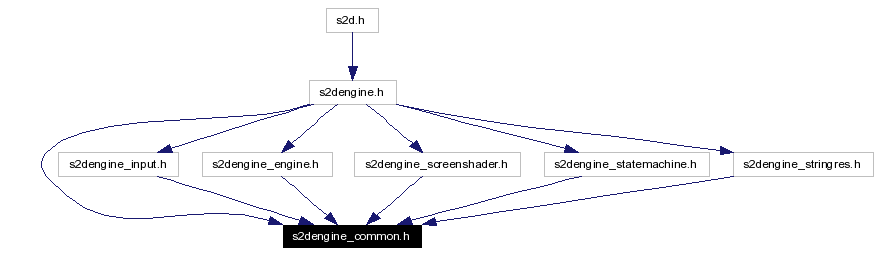 s2d.h
s2dengine.h
s2dengine_input.h
s2dengine_engine.h
s2dengine_screenshader.h
s2dengine_statemachine.h
s2dengine_stringres.h
s2dengine_common.h